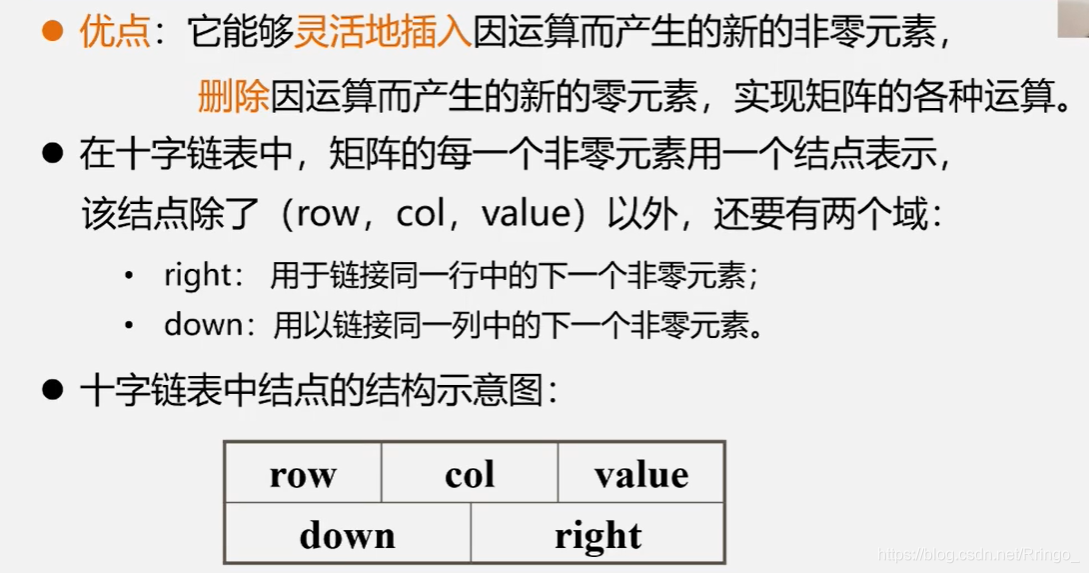 ● 优点：它能够灵活地插入因运算而产生的新的非零元素，
删除因运算而产生的新的零元素，实现矩阵的各种运算。
● 在十字链表中，矩阵的每一个非零元素用一个结点表示，
该结点除了（row，col，value）以外，还要有两个域：
• right： 用于链接同一行中的下一个非零元素；
• down：用以链接同一列中的下一个非零元素。
● 十字链表中结点的结构示意图：
row col value
down right
https://blog.csdn.net/Rringo_